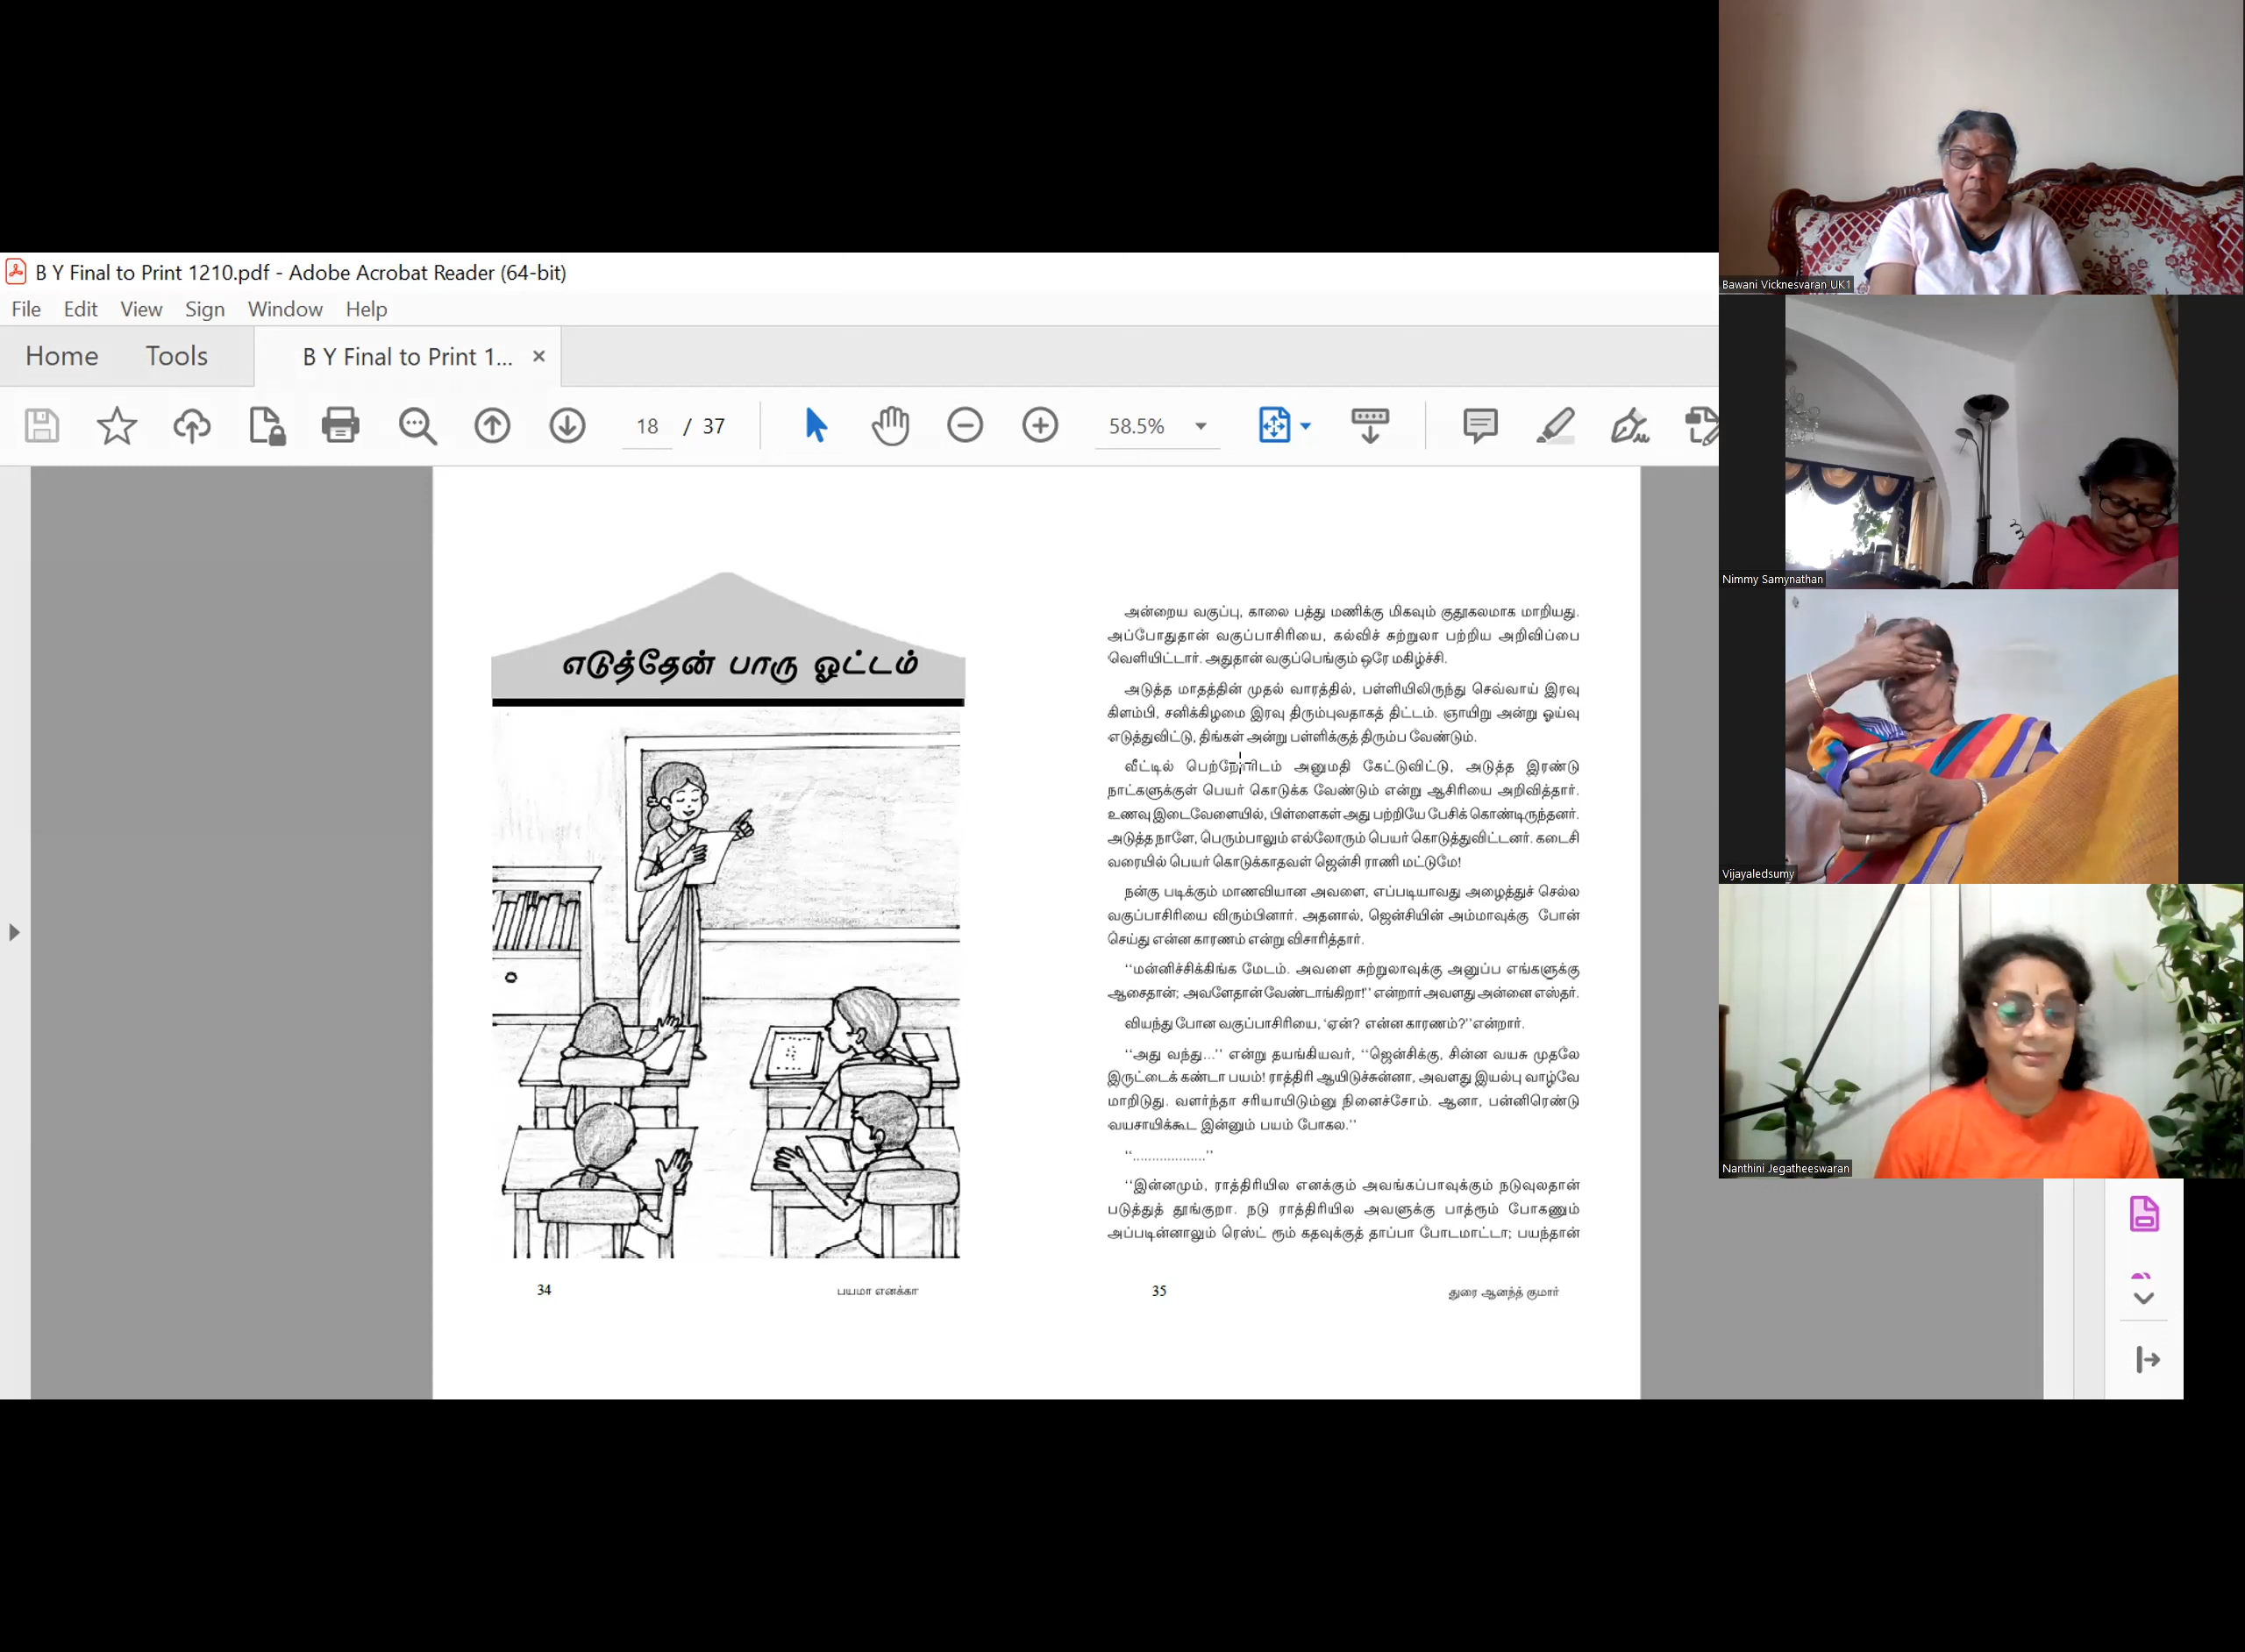 B Y Final to Print 1210.pdf - Adobe Acrobat Reader (64-bit)
File Edit View Sign Window Help
Home Tools B Y Final to Print 1... ×
18 / 37 58.5%
எடுத்தேன் பாரு ஓட்டம்
34 பயமா எனக்கா
அன்றைய வகுப்பு, காலை பத்து மணிக்கு மிகவும் குதூகலமாக மாறியது.
அப்போதுதான் வகுப்பாசிரியை, கல்விச் சுற்றுலா பற்றிய அறிவிப்பை
வெளியிட்டார். அதுதான் வகுப்பெங்கும் ஒரே மகிழ்ச்சி.
அடுத்த மாதத்தின் முதல் வாரத்தில், பள்ளியிலிருந்து செவ்வாய் இரவு
கிளம்பி, சனிக்கிழமை இரவு திரும்புவதாகத் திட்டம். ஞாயிறு அன்று ஓய்வு
எடுத்துவிட்டு, திங்கள் அன்று பள்ளிக்குத் திரும்ப வேண்டும்.
வீட்டில் பெற்றோரிடம் அனுமதி கேட்டுவிட்டு, அடுத்த இரண்டு
நாட்களுக்குள் பெயர் கொடுக்க வேண்டும் என்று ஆசிரியை அறிவித்தார்.
உணவு இடைவேளையில், பிள்ளைகள் அது பற்றியே பேசிக் கொண்டிருந்தனர்.
அடுத்த நாளே, பெரும்பாலும் எல்லோரும் பெயர் கொடுத்துவிட்டனர். கடைசி
வரையில் பெயர் கொடுக்காதவள் ஜென்சி ராணி மட்டுமே!
நன்கு படிக்கும் மாணவியான அவளை, எப்படியாவது அழைத்துச் செல்ல
வகுப்பாசிரியை விரும்பினார். அதனால், ஜென்சியின் அம்மாவுக்கு போன்
செய்து என்ன காரணம் என்று விசாரித்தார்.
‘‘மன்னிச்சிக்கிங்க மேடம். அவளை சுற்றுலாவுக்கு அனுப்ப எங்களுக்கு
ஆசைதான்; அவளேதான் வேண்டாங்கிறா!’’ என்றார் அவளது அன்னை எஸ்தர்.
வியந்து போன வகுப்பாசிரியை, ‘ஏன்? என்ன காரணம்?’’ என்றார்.
‘‘அது வந்து...’’ என்று தயங்கியவர், ‘‘ஜென்சிக்கு, சின்ன வயசு முதலே
இருட்டைக் கண்டா பயம்! ராத்திரி ஆயிடுச்சுன்னா, அவளது இயல்பு வாழ்வே
மாறிடுது. வளர்ந்தா சரியாயிடும்னு நினைச்சோம். ஆனா, பன்னிரெண்டு
வயசாயிக்கூட இன்னும் பயம் போகல.’’
‘‘...................’’
‘‘இன்னமும், ராத்திரியில எனக்கும் அவங்கப்பாவுக்கும் நடுவுலதான்
படுத்துத் தூங்குறா. நடு ராத்திரியில அவளுக்கு பாத்ரூம் போகணும்
அப்படின்னாலும் ரெஸ்ட் ரூம் கதவுக்குத் தாப்பா போடமாட்டா; பயந்தான்
35 துரை ஆனந்த் குமார்
Bawani Vicknesvaran UK1
Nimmy Samynathan
Vijayaledsumy
Nanthini Jegatheeswaran